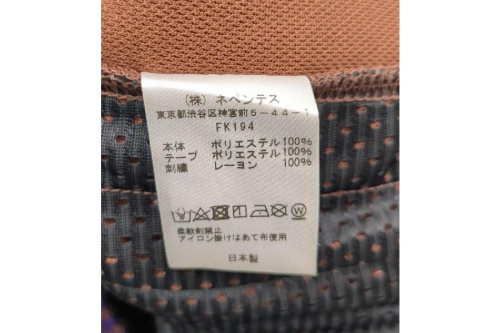 (株)ネペンテス
東京都渋谷区神宮前5-44-1
FK194
本体 ポリエステル100%
テープ ポリエステル100%
刺繍 レーヨン 100%
柔軟剤禁止
アイロン掛けはあて布使用
日本製